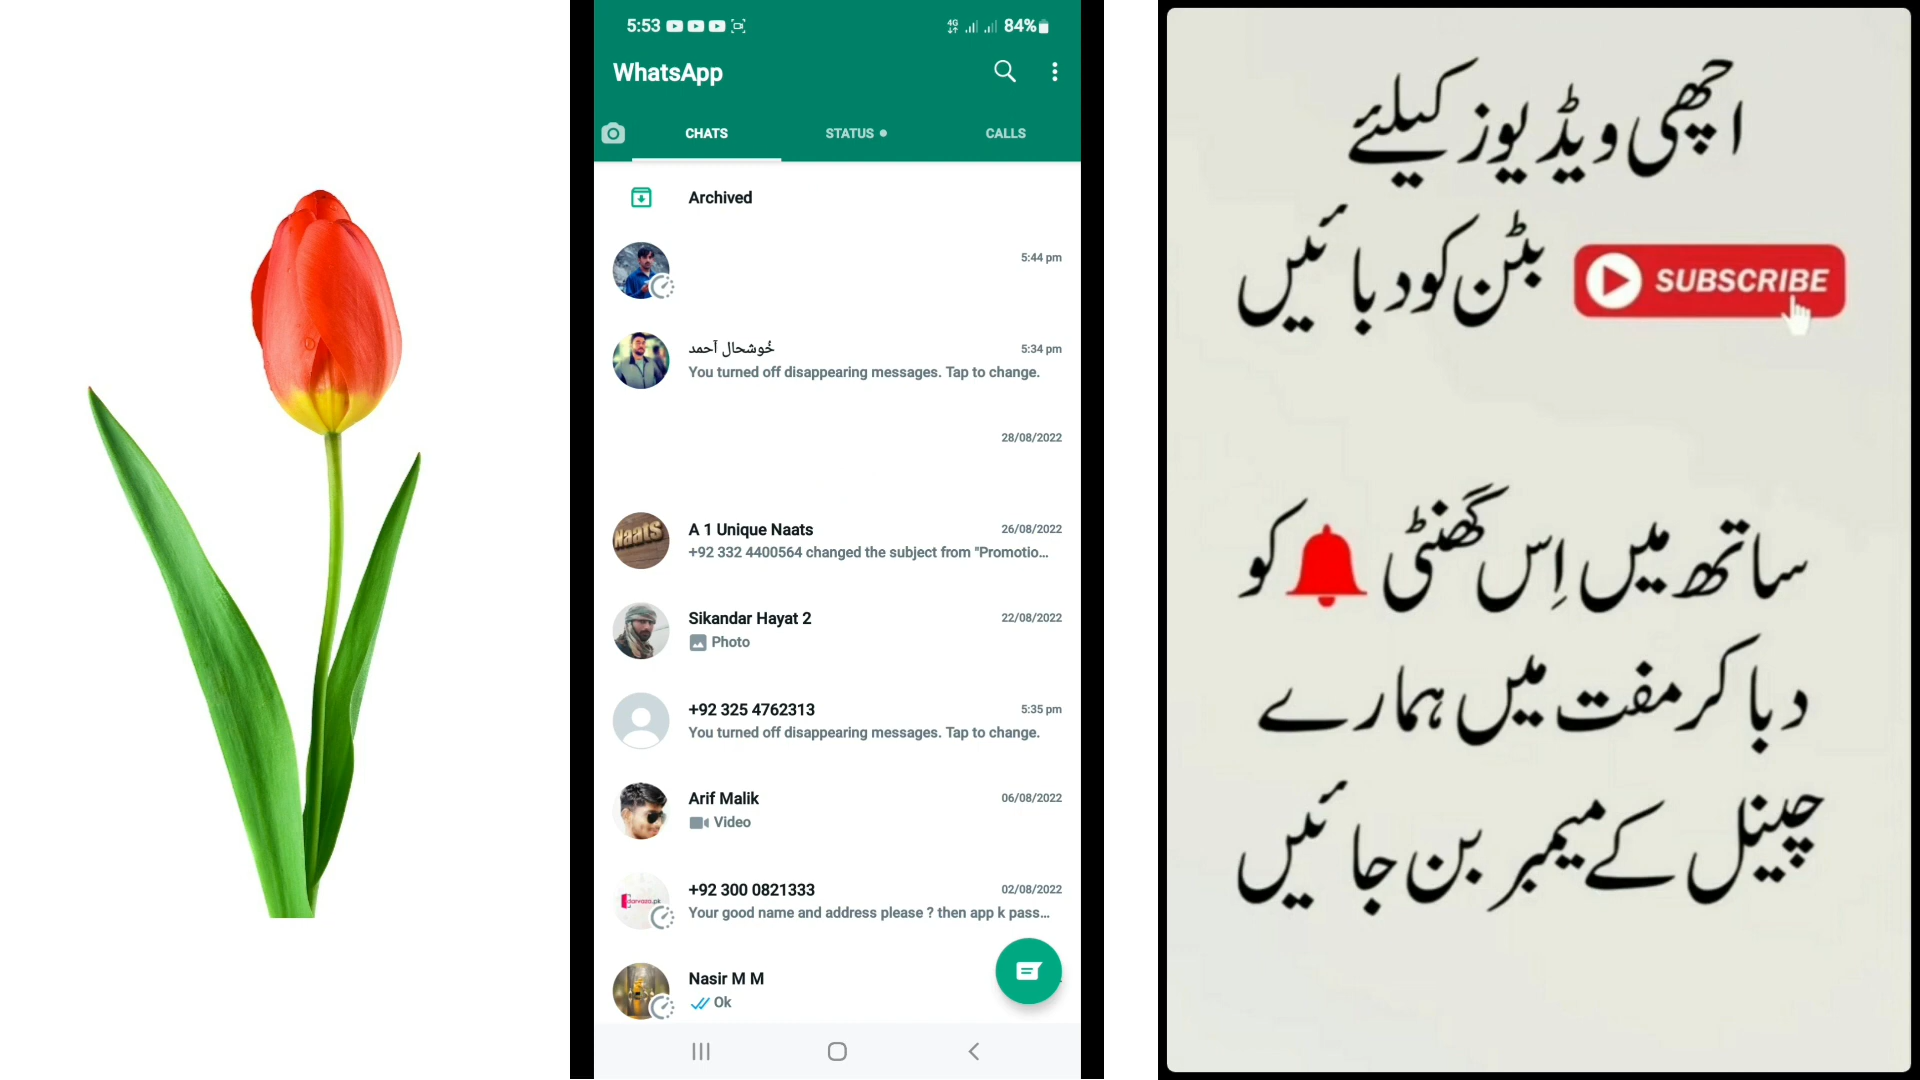 5:53
4G 84%
WhatsApp
CHATS STATUS CALLS
Archived
5:44 pm
خُوشحال آحمد 5:34 pm
You turned off disappearing messages. Tap to change.
28/08/2022
Naats
A 1 Unique Naats 26/08/2022
+92 332 4400564 changed the subject from "Promotio...
Sikandar Hayat 2 22/08/2022
Photo
+92 325 4762313 5:35 pm
You turned off disappearing messages. Tap to change.
Arif Malik 06/08/2022
Video
darvaza.pk
+92 300 0821333 02/08/2022
Your good name and address please ? then app k pass...
Nasir M M
Ok
اچھی ویڈیوز کیلئے
SUBSCRIBE بٹن کو دبائیں
ساتھ میں اِس گھنٹی کو
دبا کر مفت میں ہمارے
چینل کے میمبر بن جائیں